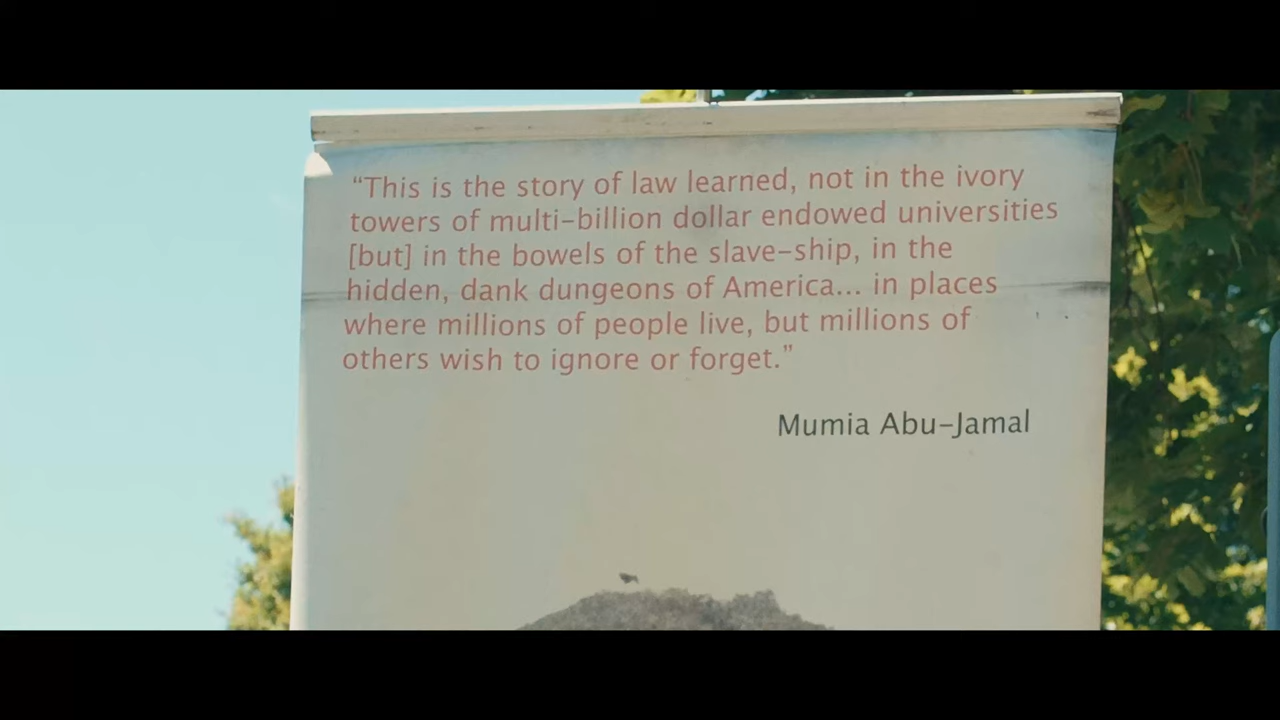 “This is the story of law learned, not in the ivory
towers of multi-billion dollar endowed universities
[but] in the bowels of the slave-ship, in the
hidden, dank dungeons of America... in places
where millions of people live, but millions of
others wish to ignore or forget.”
Mumia Abu-Jamal